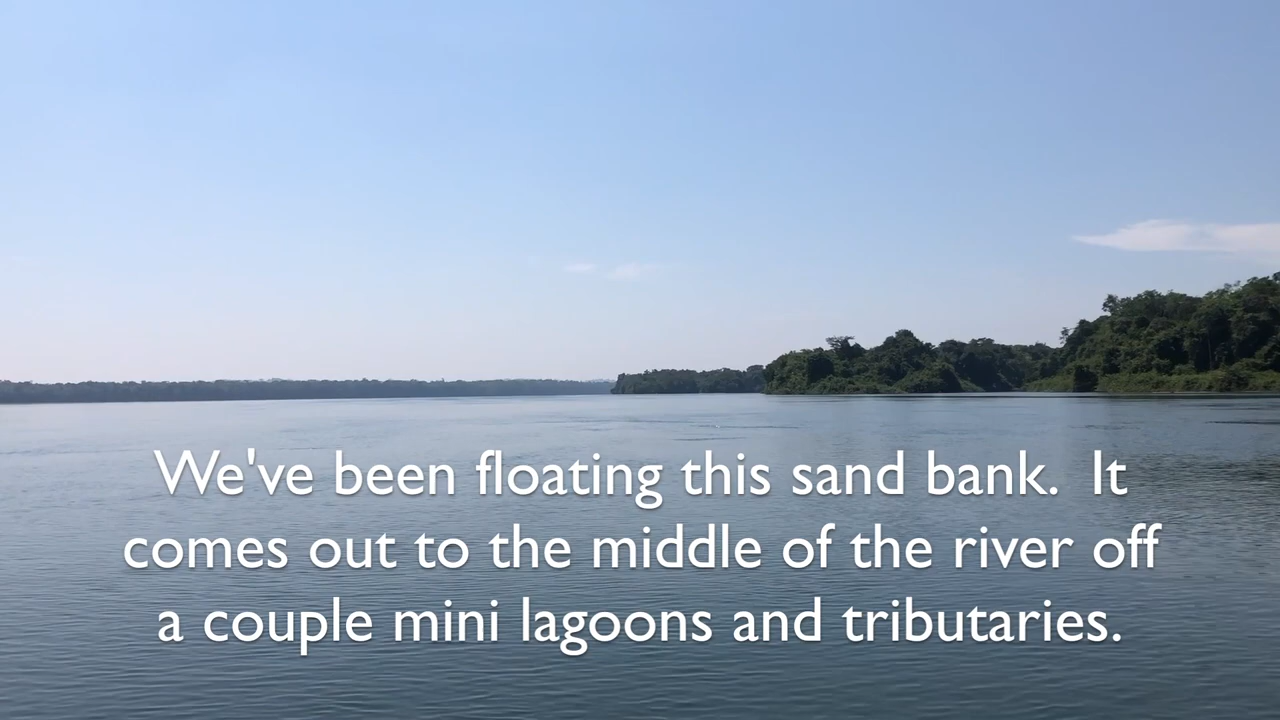 We've been floating this sand bank.  It
comes out to the middle of the river off
a couple mini lagoons and tributaries.